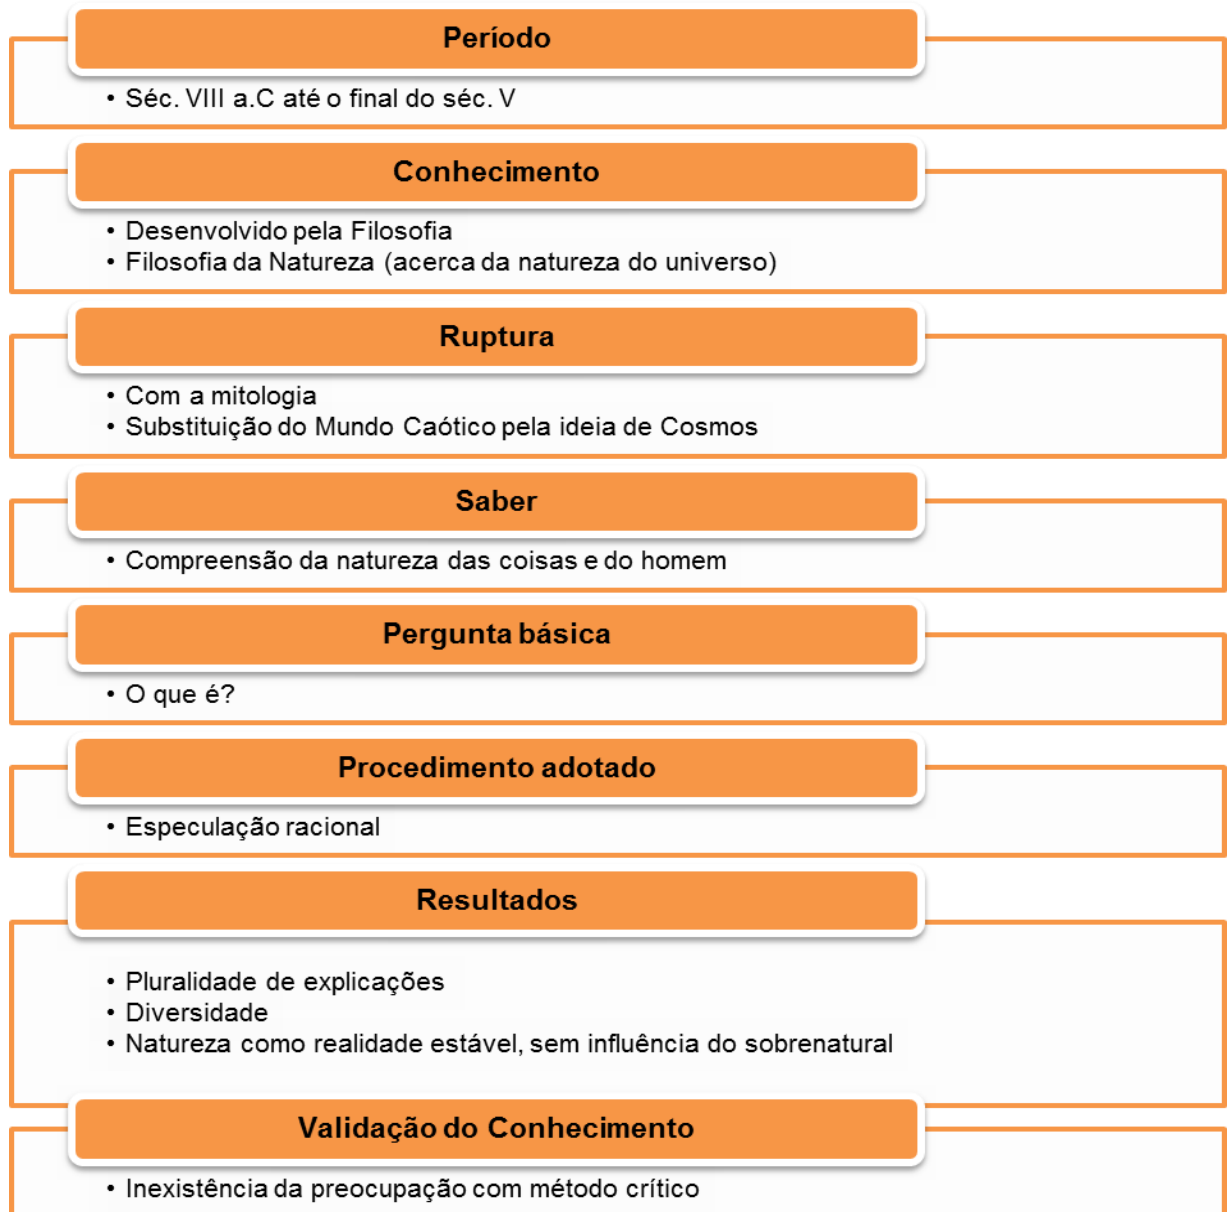 Período
• Séc. VIII a.C até o final do séc. V
Conhecimento
• Desenvolvido pela Filosofia
• Filosofia da Natureza (acerca da natureza do universo)
Ruptura
• Com a mitologia
• Substituição do Mundo Caótico pela ideia de Cosmos
Saber
• Compreensão da natureza das coisas e do homem
Pergunta básica
• O que é?
Procedimento adotado
• Especulação racional
Resultados
• Pluralidade de explicações
• Diversidade
• Natureza como realidade estável, sem influência do sobrenatural
Validação do Conhecimento
• Inexistência da preocupação com método crítico